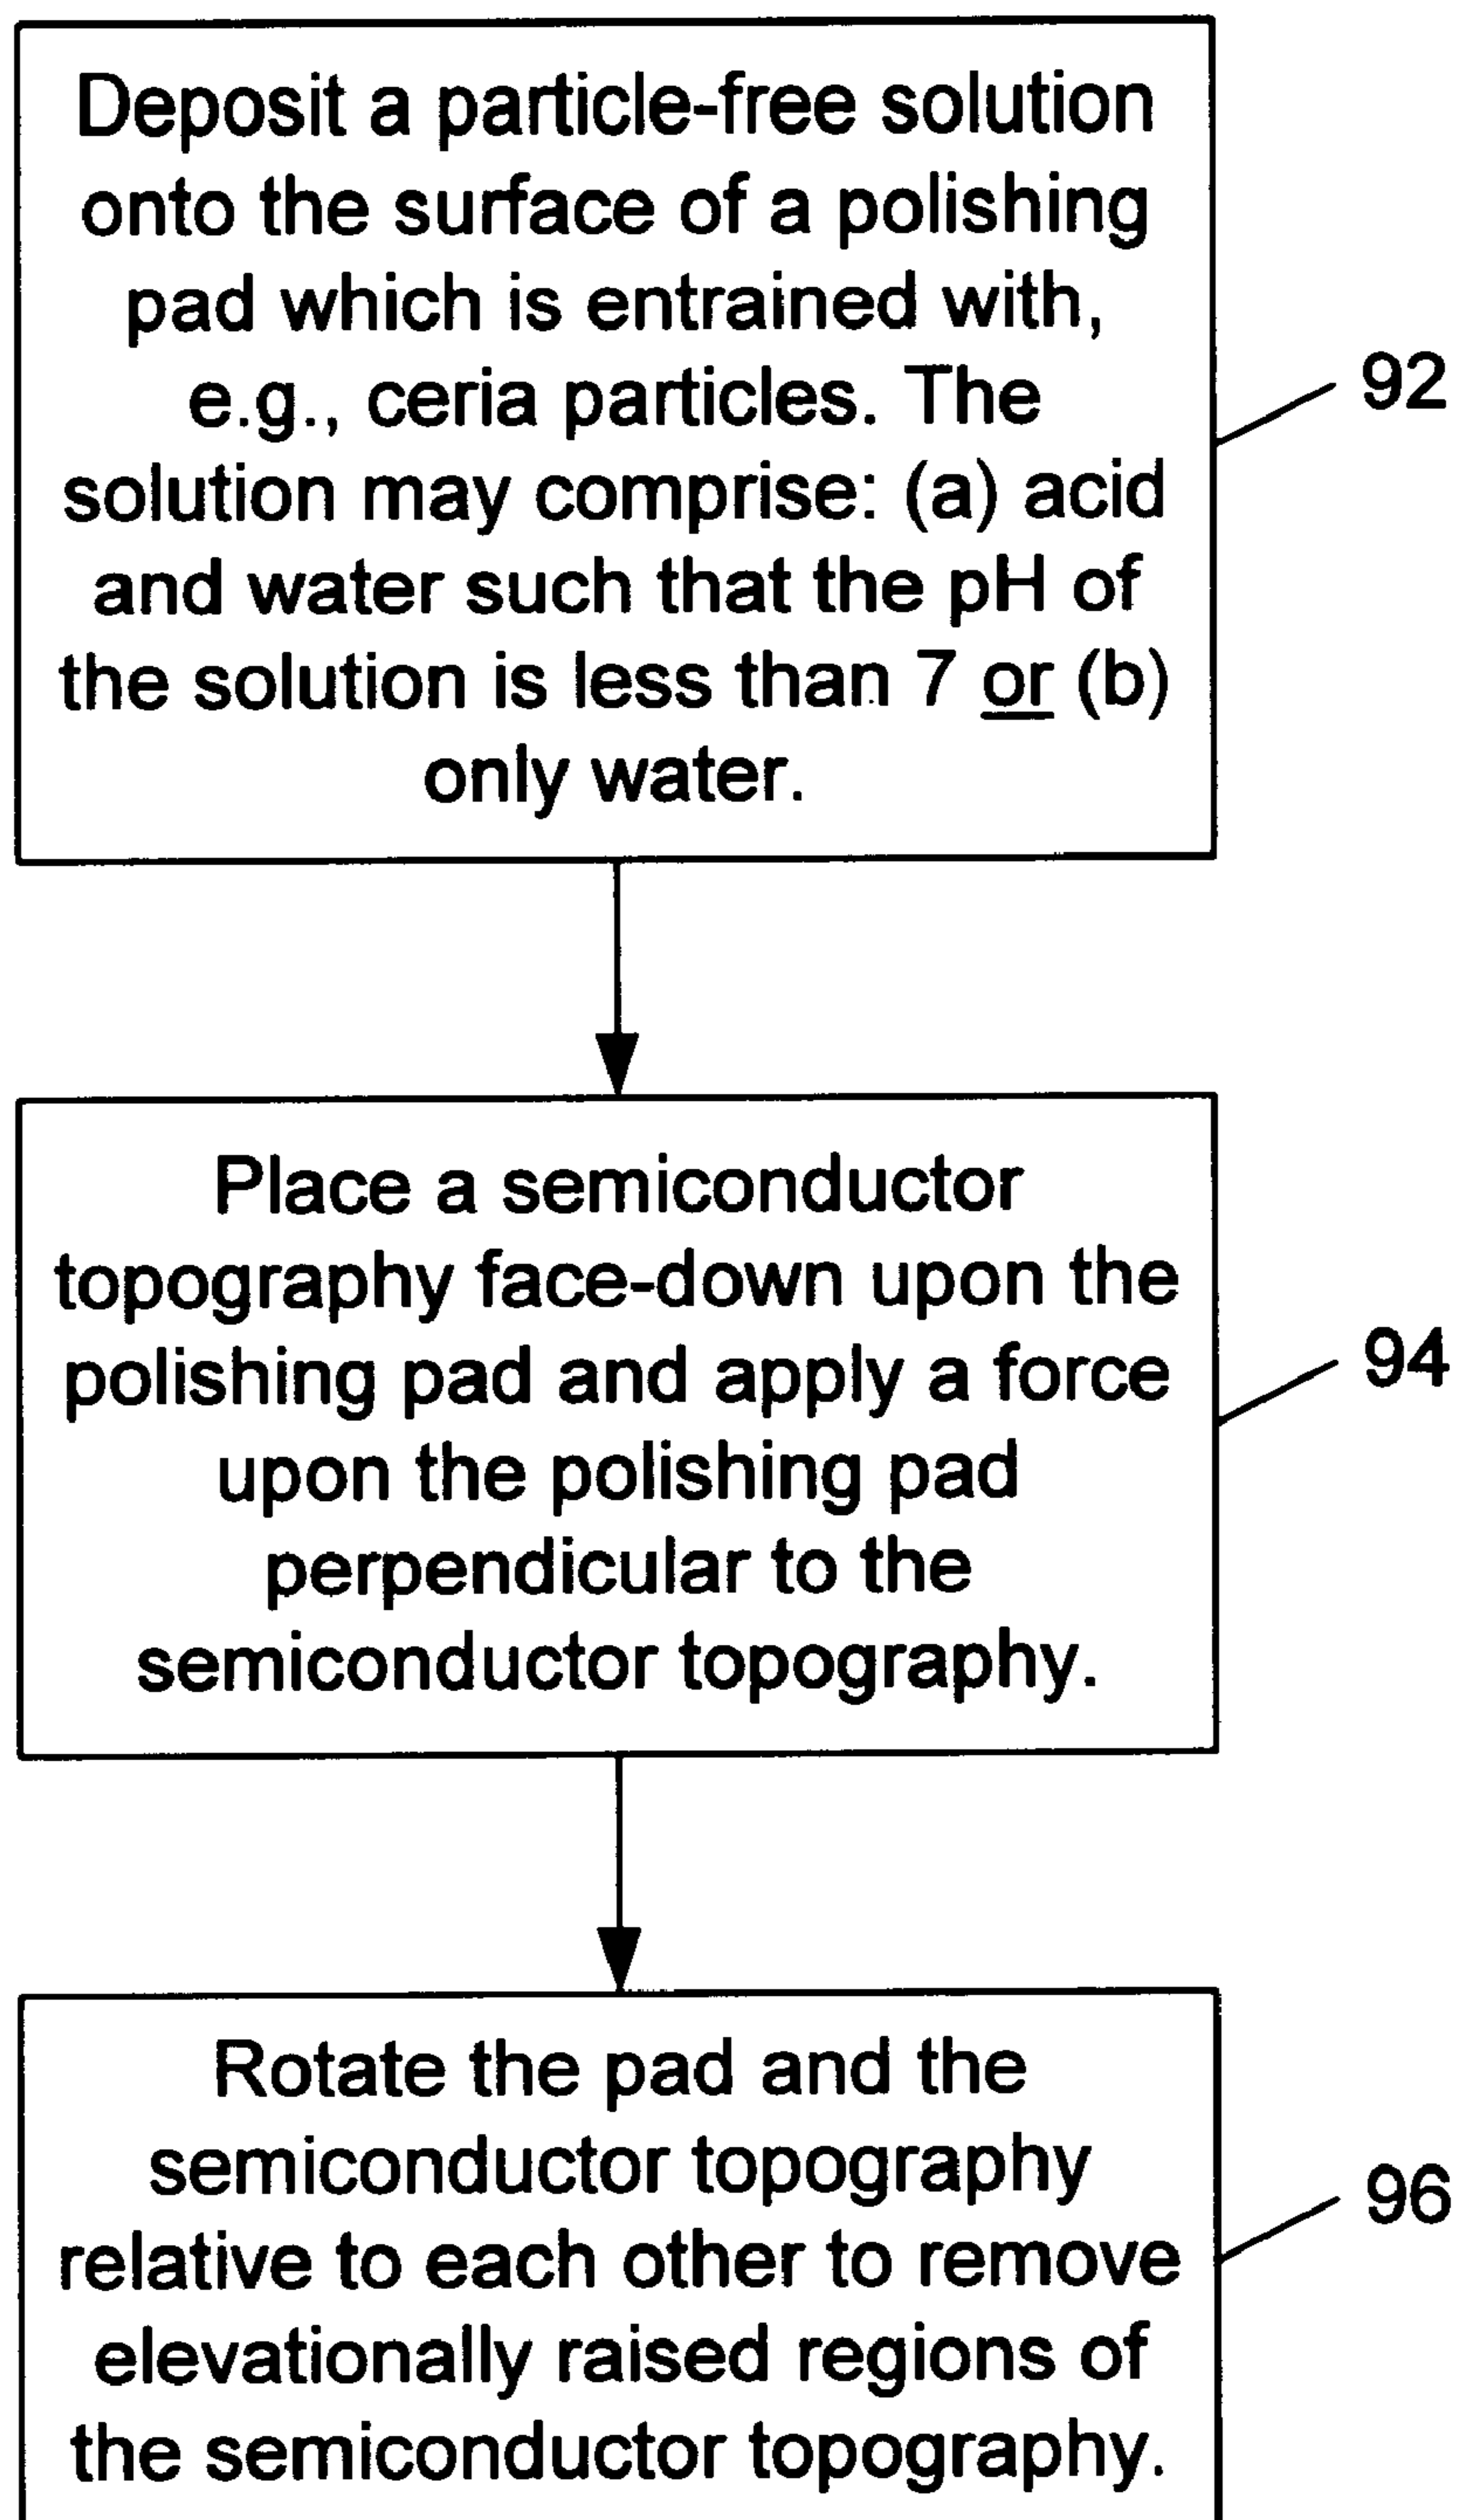 Deposit a particle-free solution
onto the surface of a polishing
pad which is entrained with,
e.g., ceria particles. The
solution may comprise: (a) acid
and water such that the pH of
the solution is less than 7 or (b)
only water.
92
Place a semiconductor
topography face-down upon the
polishing pad and apply a force
upon the polishing pad
perpendicular to the
semiconductor topography.
94
Rotate the pad and the
semiconductor topography
relative to each other to remove
elevationally raised regions of
the semiconductor topography.
96